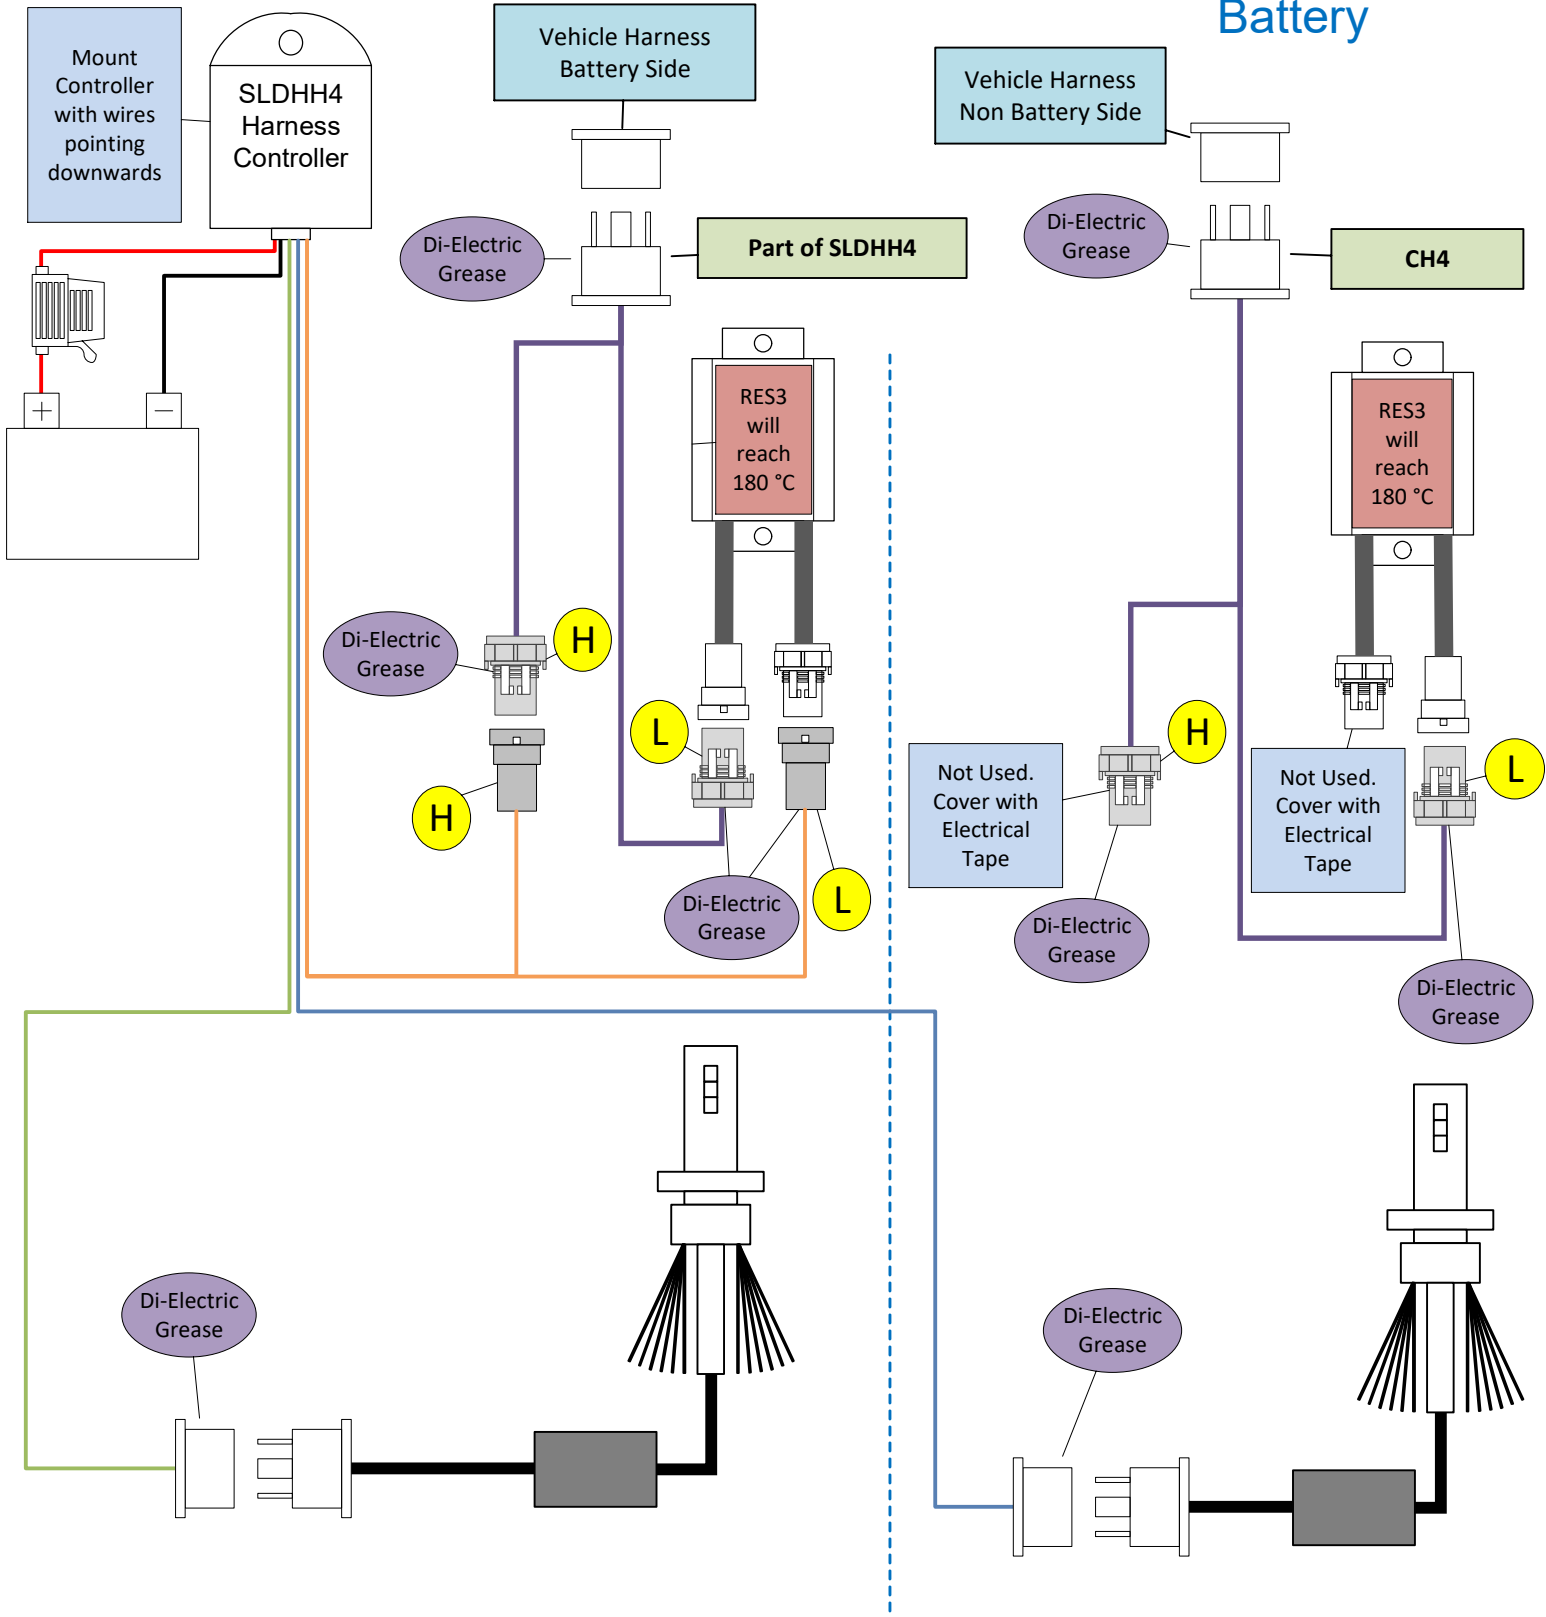 Battery
Mount
Controller
with wires
pointing
downwards
SLDHH4
Harness
Controller
Vehicle Harness
Battery Side
Vehicle Harness
Non Battery Side
Di-Electric
Grease
Part of SLDHH4
Di-Electric
Grease
CH4
+
−
RES3
will
reach
180 °C
RES3
will
reach
180 °C
Di-Electric
Grease
H
H
L
L
Di-Electric
Grease
Not Used.
Cover with
Electrical
Tape
H
Di-Electric
Grease
Not Used.
Cover with
Electrical
Tape
L
Di-Electric
Grease
Di-Electric
Grease
Di-Electric
Grease